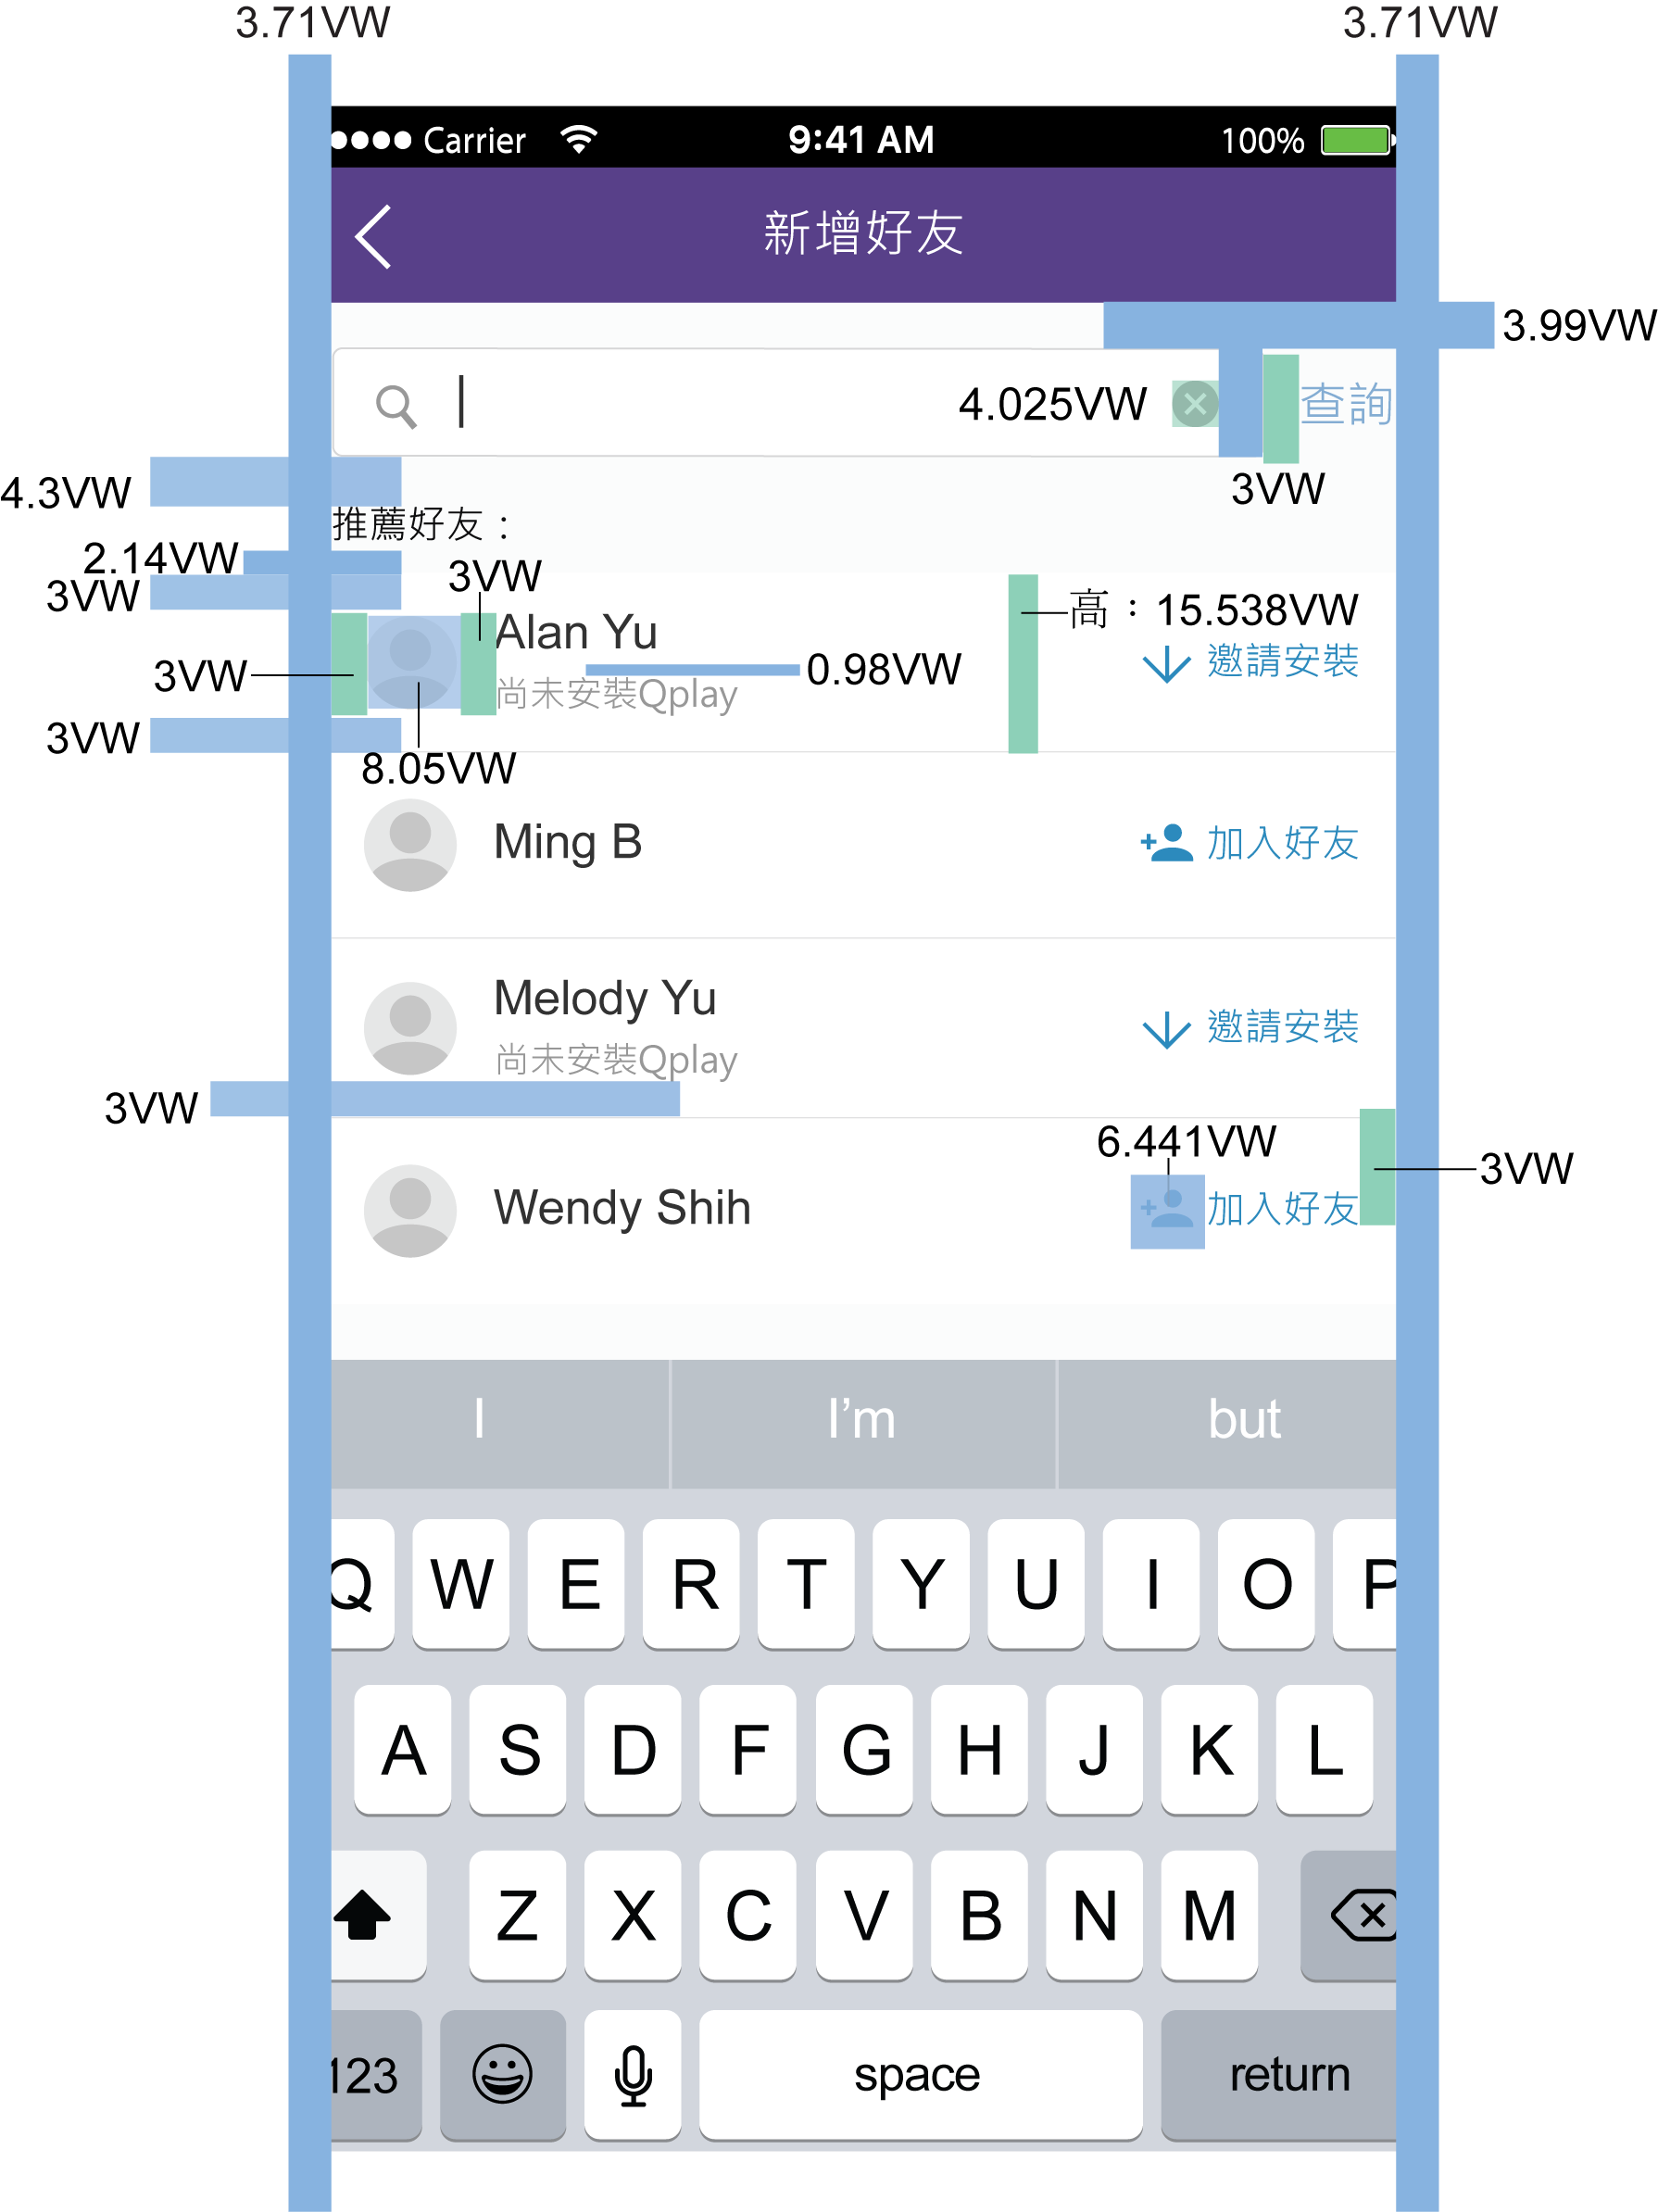 3.71VW 3.71VW
Carrier 9:41 AM 100%
新增好友
3.99VW
4.025VW 查詢
3VW
4.3VW
推薦好友：
2.14VW
3VW
3VW
高：15.538VW
Alan Yu
邀請安裝
0.98VW
3VW
尚未安裝Qplay
3VW
8.05VW
Ming B 加入好友
Melody Yu
邀請安裝
尚未安裝Qplay
3VW
6.441VW
3VW
Wendy Shih 加入好友
I I’m but
Q W E R T Y U I O P
A S D F G H J K L
Z X C V B N M
123 space return